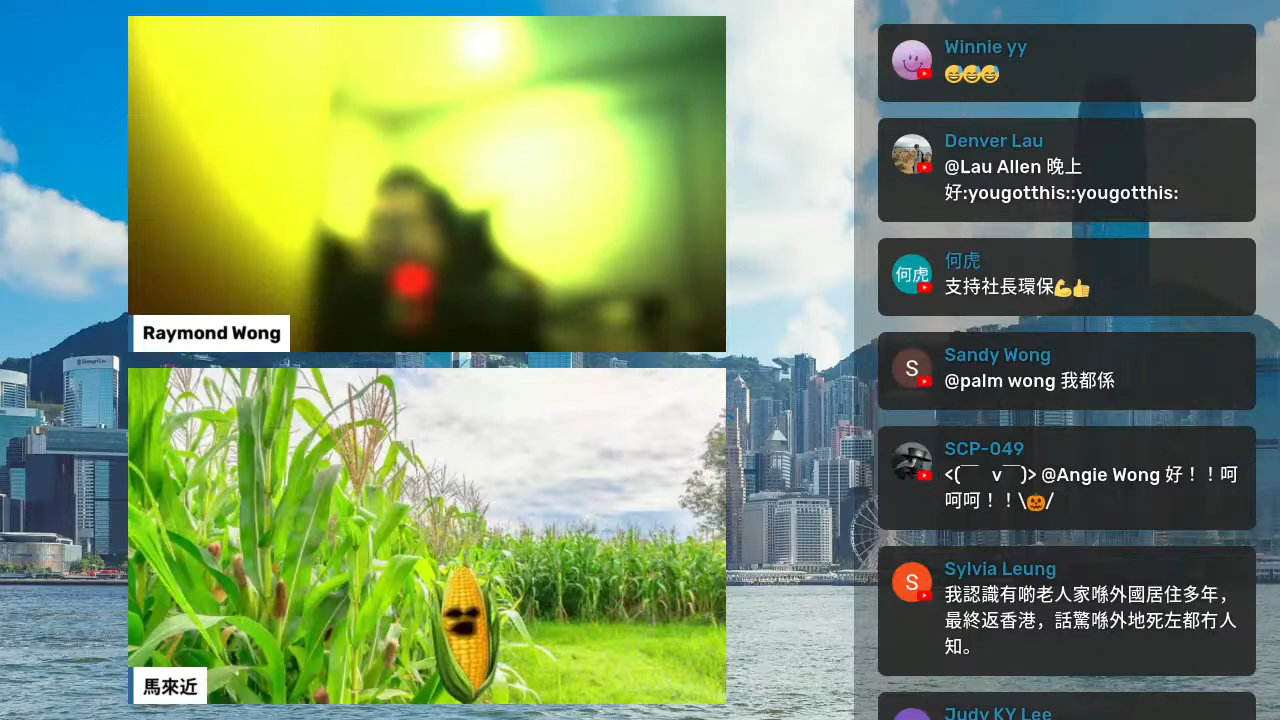 Raymond Wong
馬來近
Winnie yy
😅😅😅
Denver Lau
@Lau Allen 晚上
好:yougotthis::yougotthis:
何虎
何虎
支持社長環保💪👍
S
Sandy Wong
@palm wong 我都係
SCP-049
<(￣ v￣)> @Angie Wong 好！！呵
呵呵！！\🎃/
S
Sylvia Leung
我認識有啲老人家喺外國居住多年，
最終返香港，話驚喺外地死左都冇人
知。
Judy KY Lee